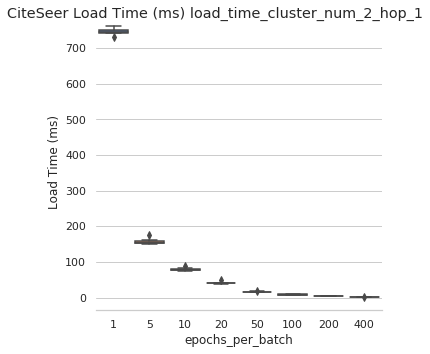 CiteSeer Load Time (ms) load_time_cluster_num_2_hop_1
700
600
500
400
300
200
100
0
Load Time (ms)
1 5 10 20 50 100 200 400
epochs_per_batch